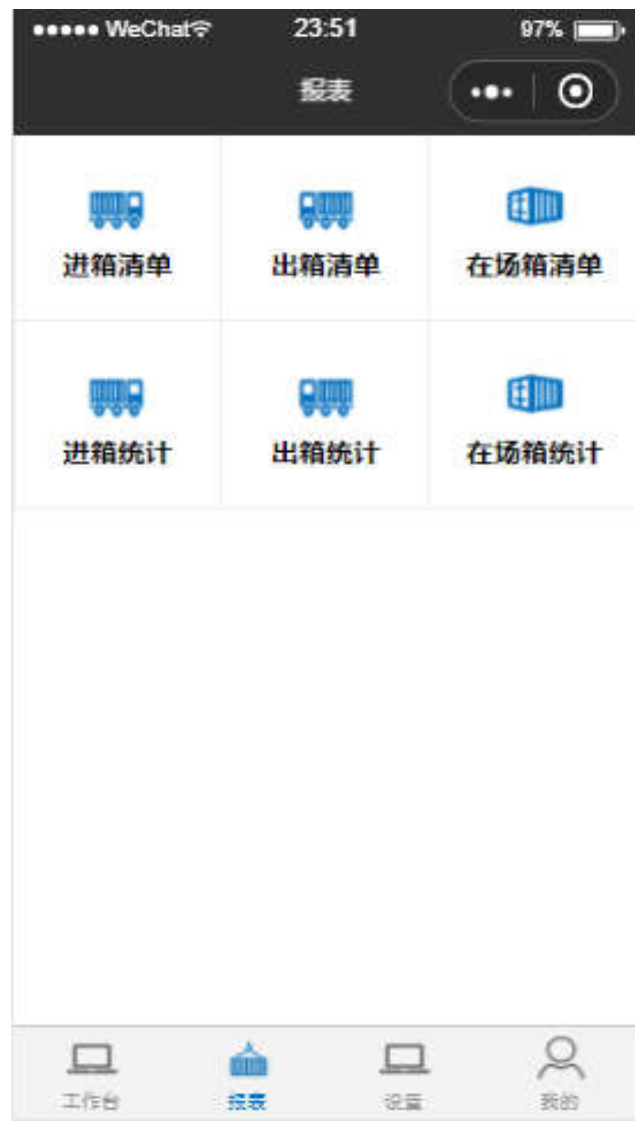 WeChat 23:51 97%
报表
进箱清单 出箱清单 在场箱清单
进箱统计 出箱统计 在场箱统计
工作台 报表 设置 我的